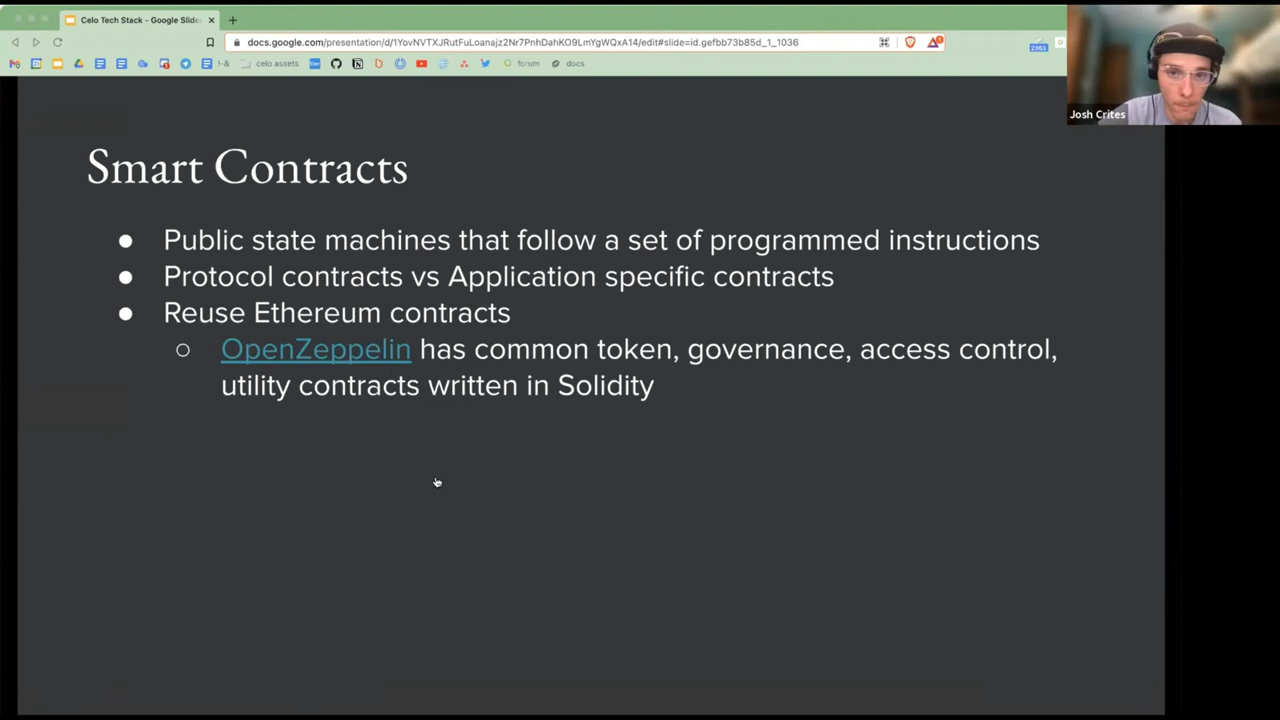 Celo Tech Stack - Google Slide
docs.google.com/presentation/d/1YovNVTXJRutFuLoanajz2Nr7PnhDahKO9LmYgWQxA14/edit#slide=id.gefbb73b85d_1_1036
2363
celo assets
forum
docs
Josh Crites
Smart Contracts
● Public state machines that follow a set of programmed instructions
● Protocol contracts vs Application specific contracts
● Reuse Ethereum contracts
○ OpenZeppelin has common token, governance, access control,
utility contracts written in Solidity